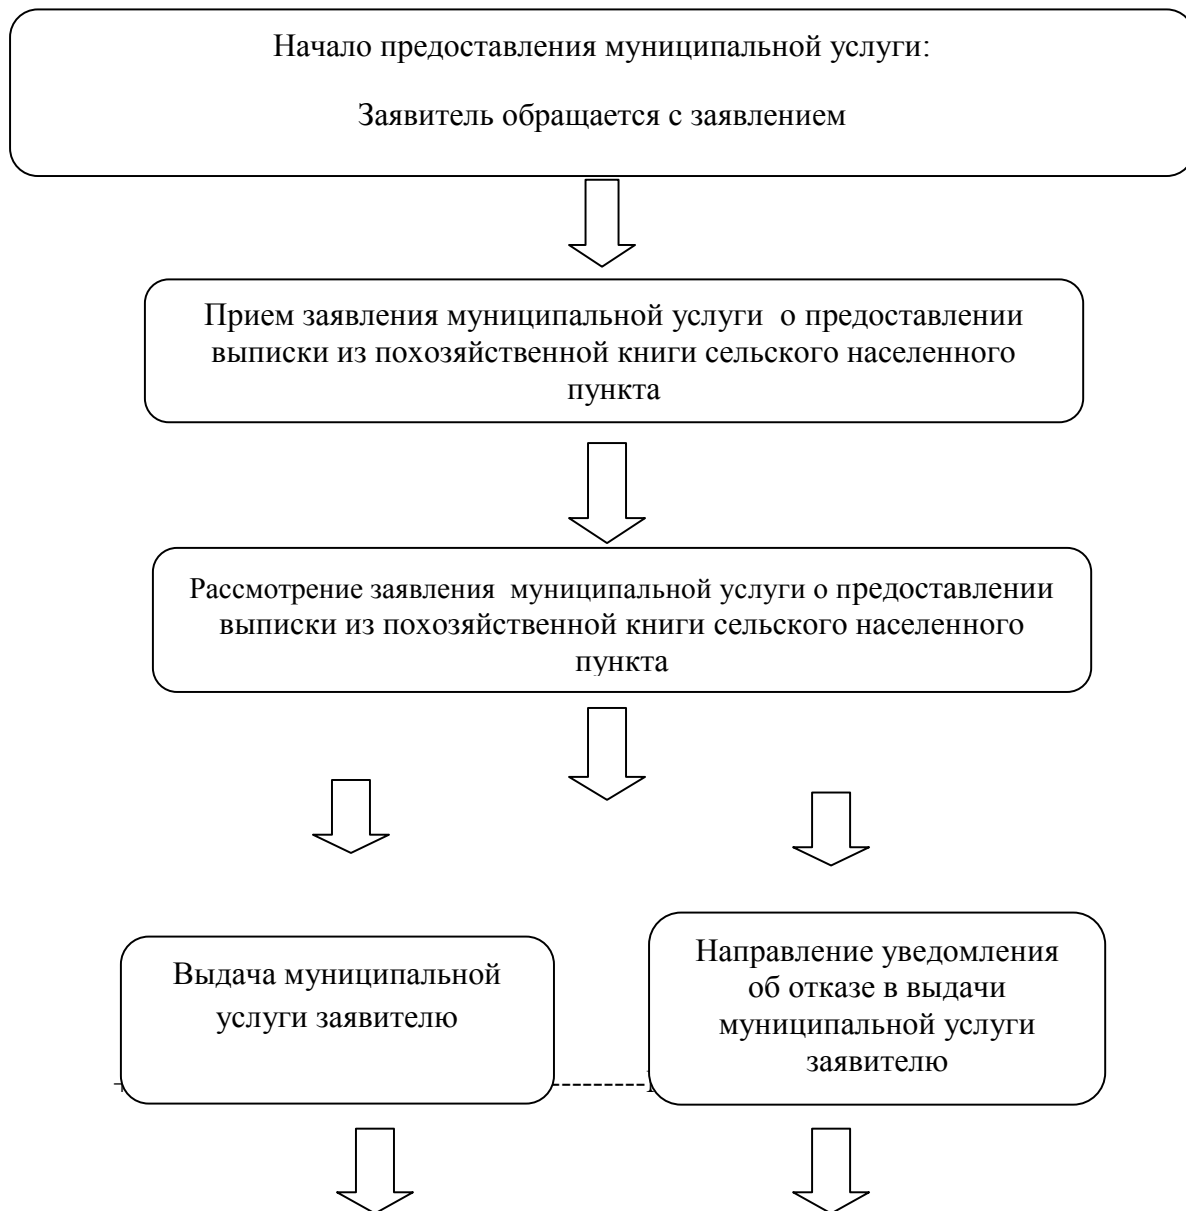 Начало предоставления муниципальной услуги:
Заявитель обращается с заявлением
Прием заявления муниципальной услуги о предоставлении
выписки из похозяйственной книги сельского населенного
пункта
Рассмотрение заявления муниципальной услуги о предоставлении
выписки из похозяйственной книги сельского населенного
пункта
Выдача муниципальной
услуги заявителю
Направление уведомления
об отказе в выдачи
муниципальной услуги
заявителю